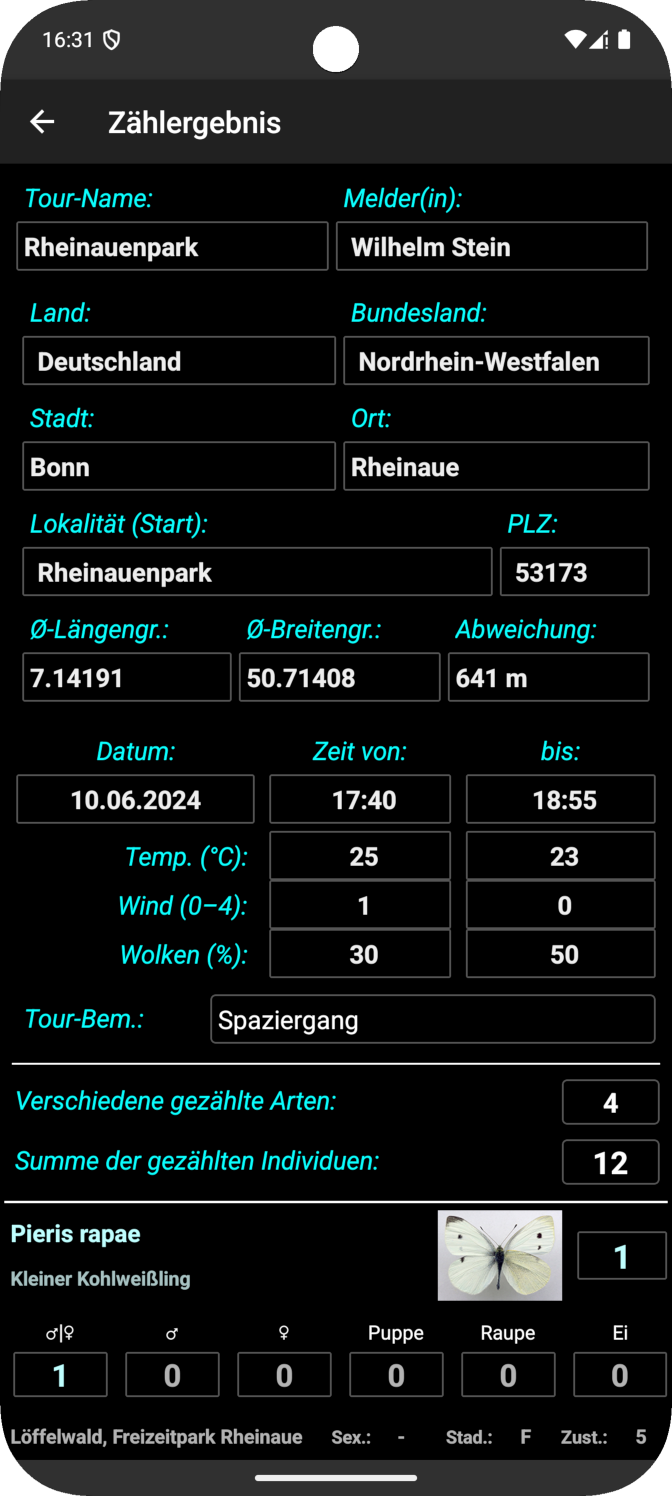 16:31
Zählergebnis
Tour-Name: Melder(in):
Rheinauenpark Wilhelm Stein
Land: Bundesland:
Deutschland Nordrhein-Westfalen
Stadt: Ort:
Bonn Rheinaue
Lokalität (Start): PLZ:
Rheinauenpark 53173
Ø-Längengr.: Ø-Breitengr.: Abweichung:
7.14191 50.71408 641 m
Datum: Zeit von: bis:
10.06.2024 17:40 18:55
Temp. (°C): 25 23
Wind (0–4): 1 0
Wolken (%): 30 50
Tour-Bem.: Spaziergang
Verschiedene gezählte Arten: 4
Summe der gezählten Individuen: 12
Pieris rapae
1
Kleiner Kohlweißling
♂|♀ ♂ ♀ Puppe Raupe Ei
1 0 0 0 0 0
Löffelwald, Freizeitpark Rheinaue Sex.: - Stad.: F Zust.: 5